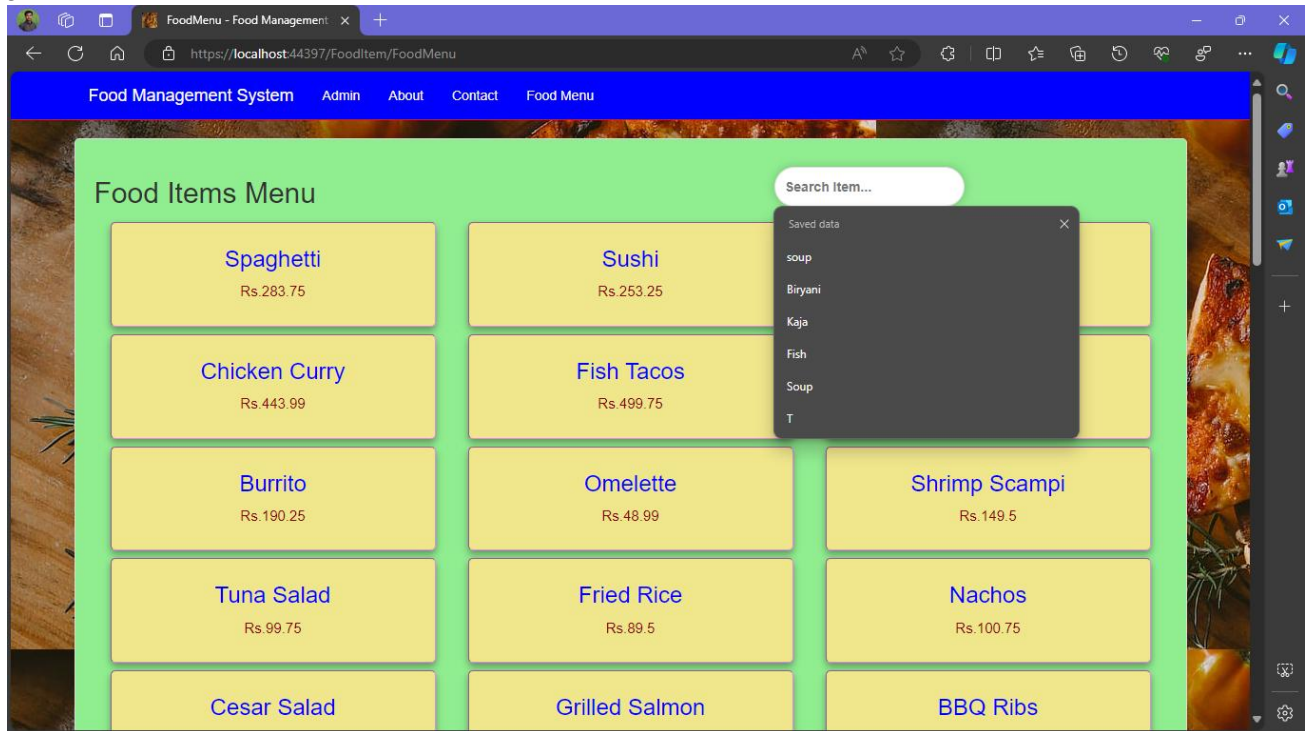 FoodMenu - Food Management
https://localhost:44397/FoodItem/FoodMenu
Food Management System Admin About Contact Food Menu
Food Items Menu
Search Item...
Saved data
soup
Biryani
Kaja
Fish
Soup
T
Spaghetti
Rs.283.75
Sushi
Rs.253.25
Chicken Curry
Rs.443.99
Fish Tacos
Rs.499.75
Burrito
Rs.190.25
Omelette
Rs.48.99
Shrimp Scampi
Rs.149.5
Tuna Salad
Rs.99.75
Fried Rice
Rs.89.5
Nachos
Rs.100.75
Cesar Salad
Grilled Salmon
BBQ Ribs